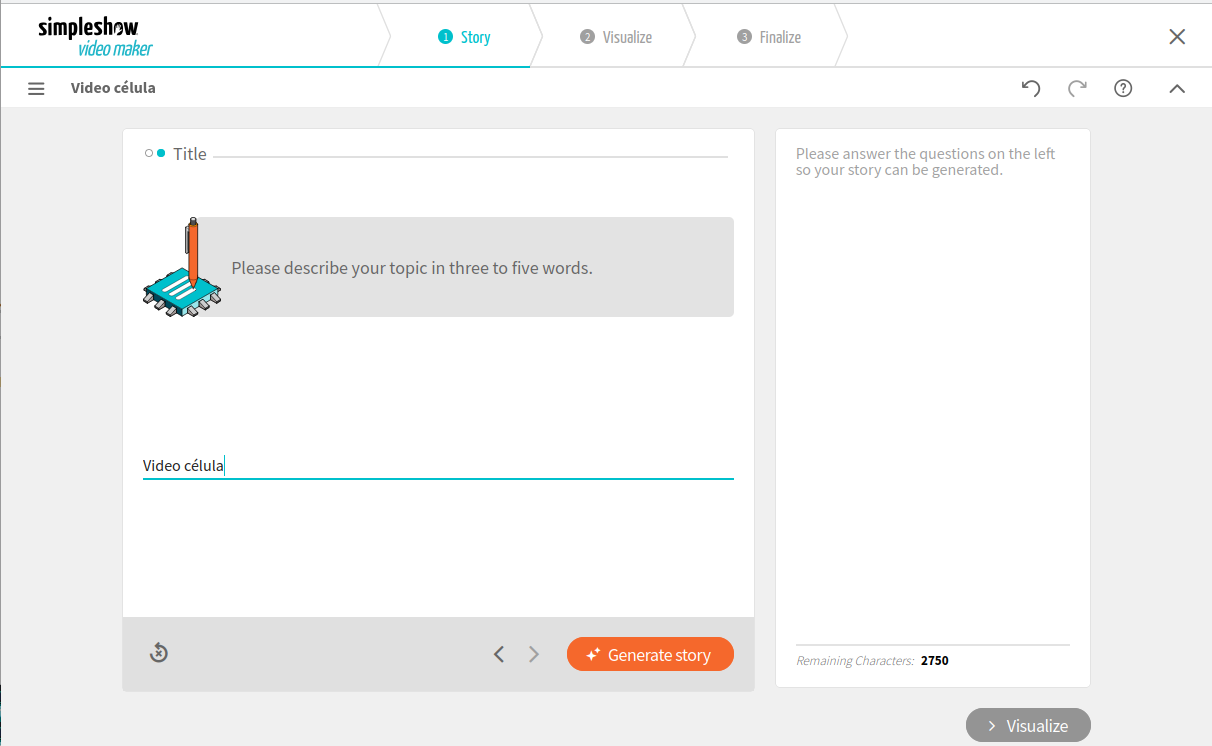 simpleshow
video maker
1 Story
2 Visualize
3 Finalize
Video célula
?
Title
Please describe your topic in three to five words.
Video célula
Generate story
Please answer the questions on the left
so your story can be generated.
Remaining Characters: 2750
Visualize